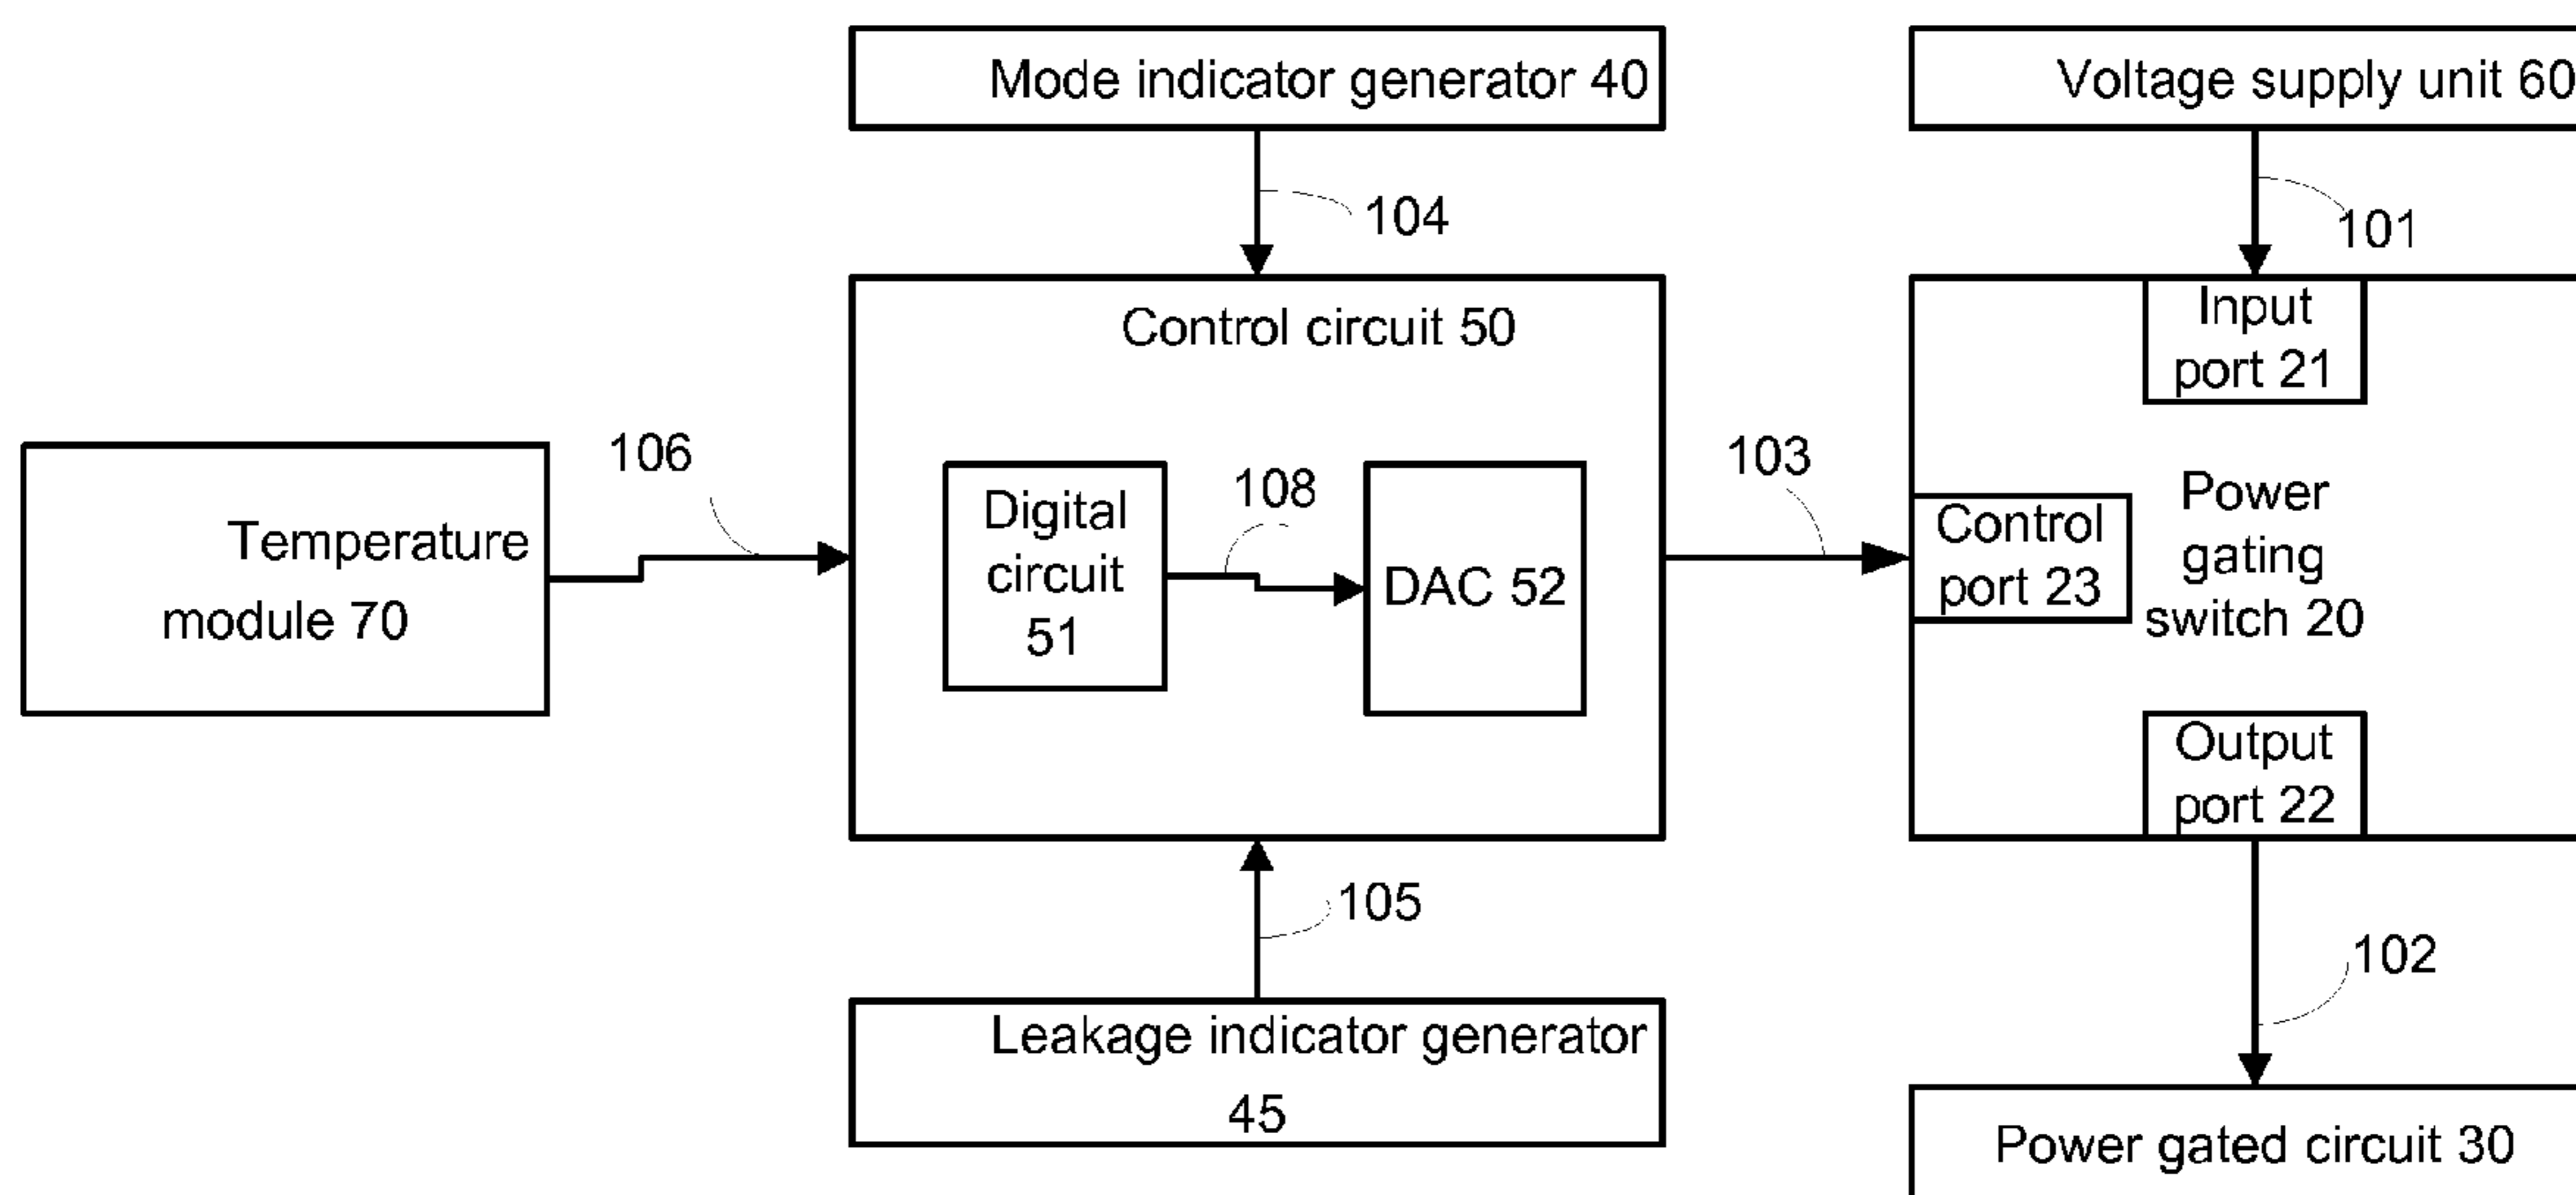 Mode indicator generator 40
Voltage supply unit 60
104
101
Control circuit 50
Input
port 21
106
103
Digital
circuit
51
108
DAC 52
Control
port 23
Power
gating
switch 20
Temperature
module 70
Output
port 22
105
102
Leakage indicator generator
45
Power gated circuit 30